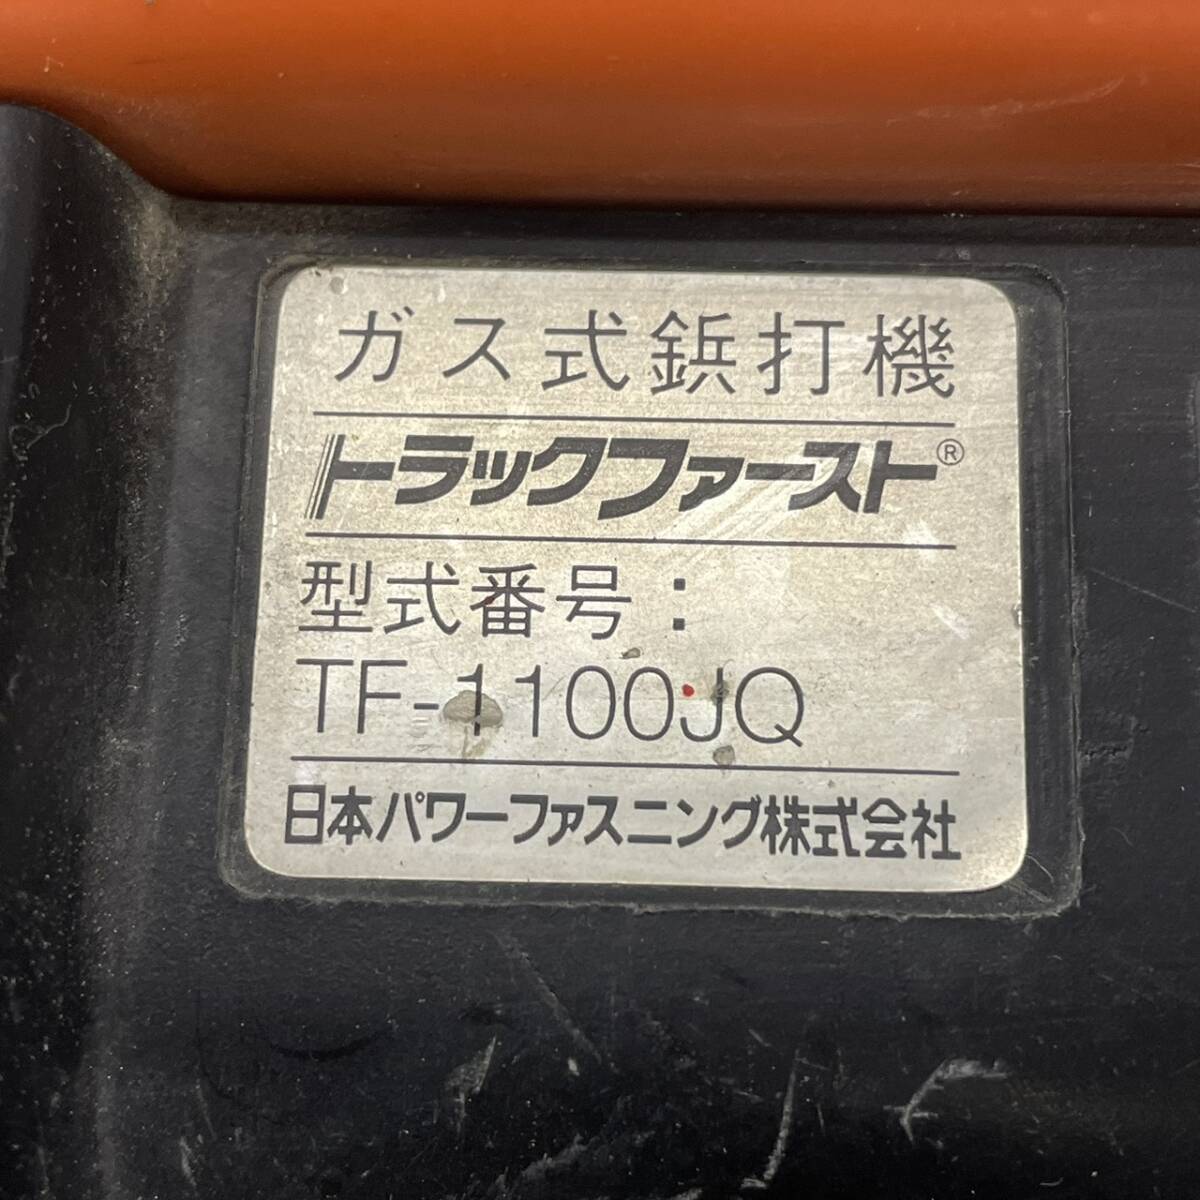 ガス式鋲打機
トラックファースト®
型式番号：
TF-1100JQ
日本パワーファスニング株式会社